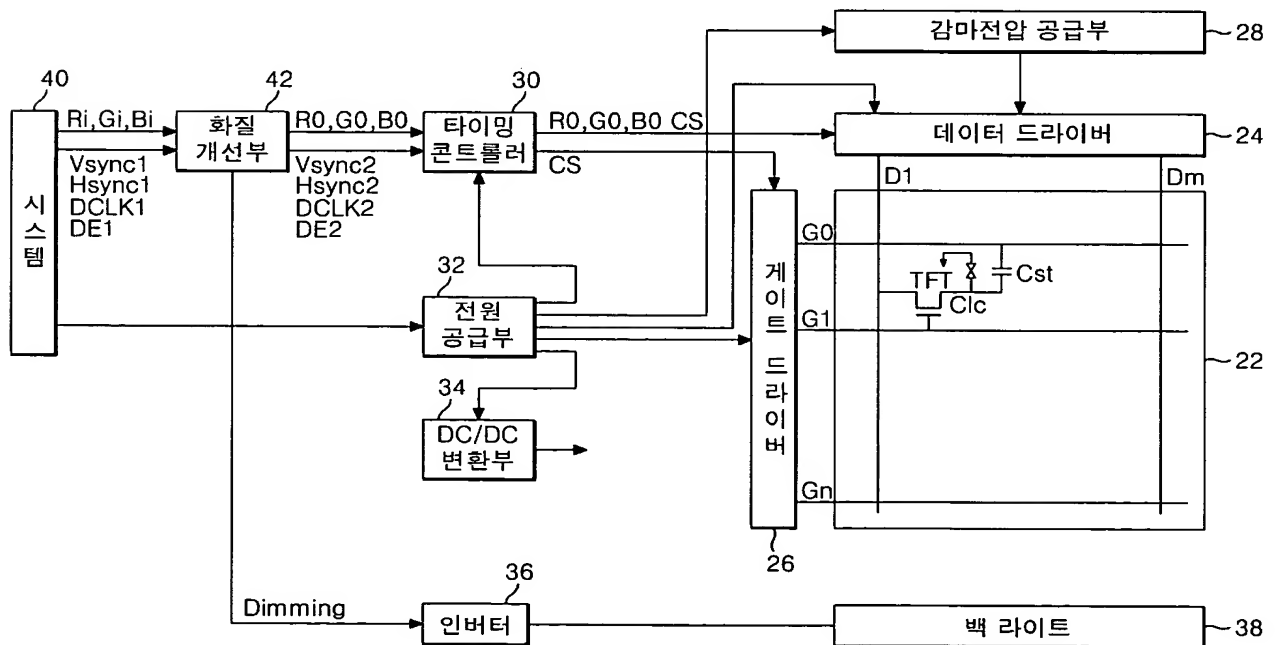 감마전압 공급부
28
40
시스템
Ri,Gi,Bi
Vsync1
Hsync1
DCLK1
DE1
42
화질
개선부
R0,G0,B0
Vsync2
Hsync2
DCLK2
DE2
30
타이밍
콘트롤러
R0,G0,B0 CS
CS
데이터 드라이버
24
D1
Dm
게이트 드라이버
26
G0
G1
Gn
TFT
Clc
Cst
22
32
전원
공급부
34
DC/DC
변환부
Dimming
36
인버터
백 라이트
38